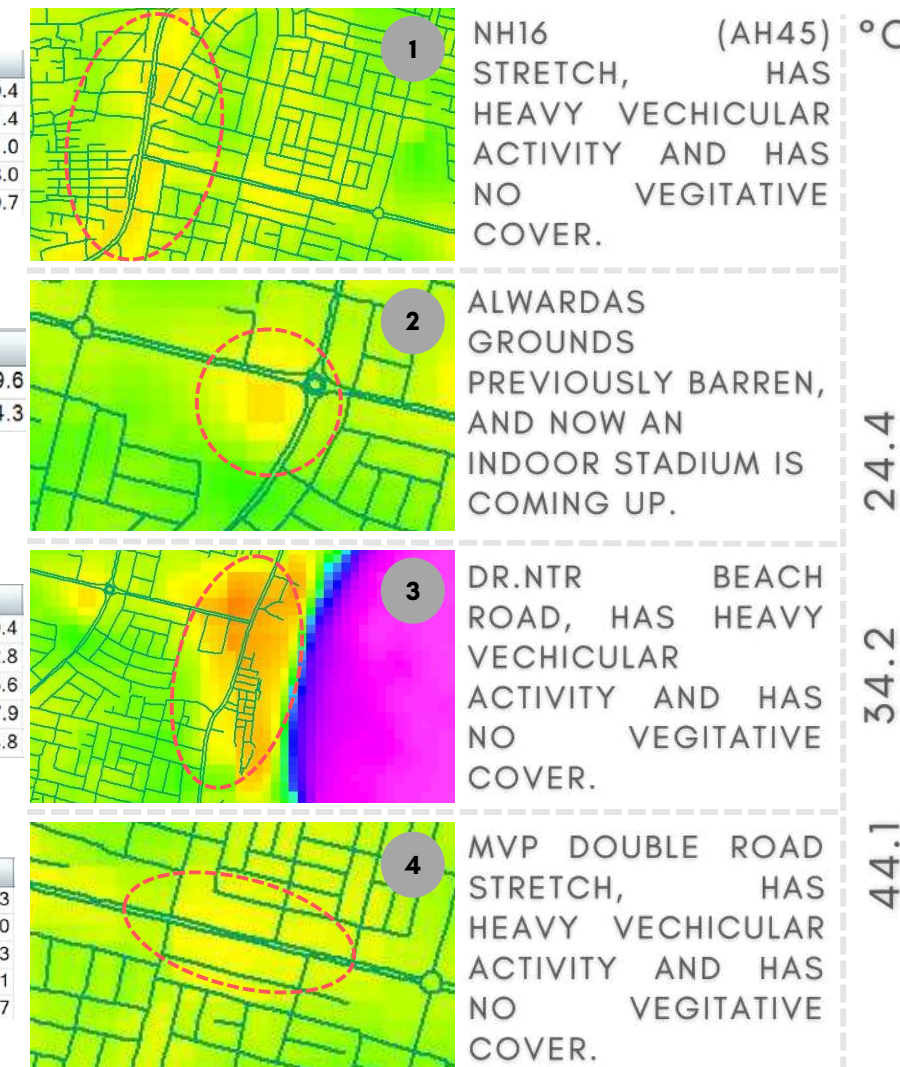 1
NH16 (AH45)
STRETCH, HAS
HEAVY VECHICULAR
ACTIVITY AND HAS
NO VEGITATIVE
COVER.
2
ALWARDAS
GROUNDS
PREVIOUSLY BARREN,
AND NOW AN
INDOOR STADIUM IS
COMING UP.
3
DR.NTR BEACH
ROAD, HAS HEAVY
VECHICULAR
ACTIVITY AND HAS
NO VEGITATIVE
COVER.
4
MVP DOUBLE ROAD
STRETCH, HAS
HEAVY VECHICULAR
ACTIVITY AND HAS
NO VEGITATIVE
COVER.
°C
24.4
34.2
44.1